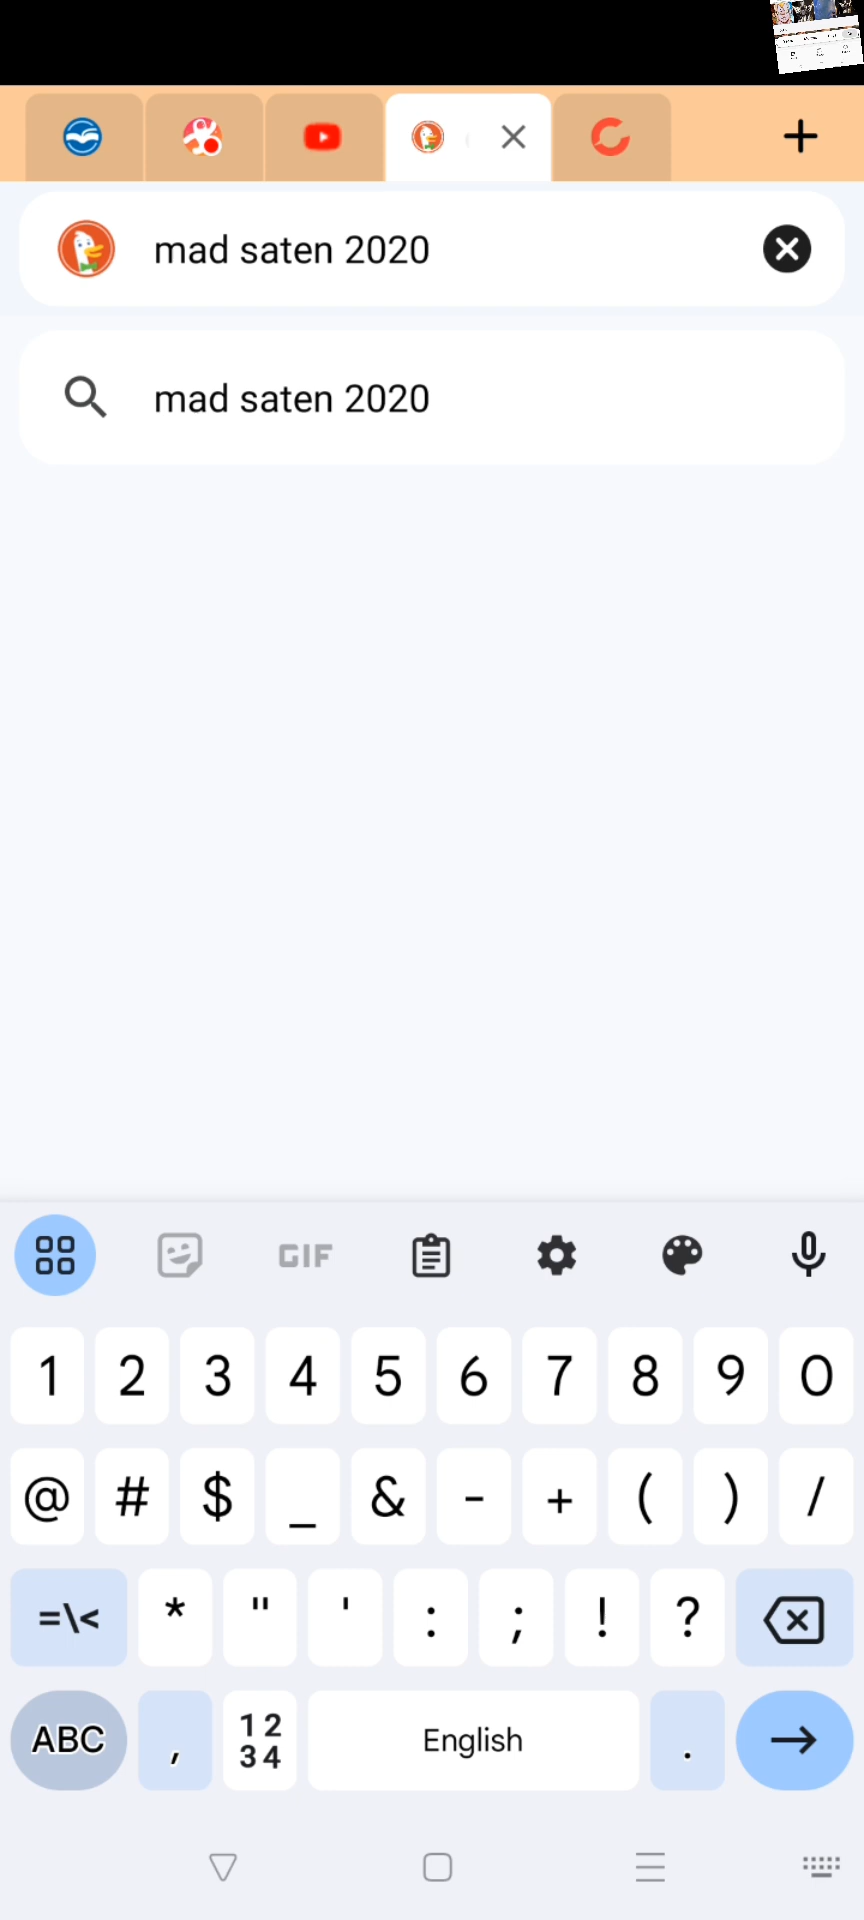 mad saten 2020
mad saten 2020
GIF
1 2 3 4 5 6 7 8 9 0
@ # $ _ & - + ( ) /
=\< * " ' : ; ! ?
ABC , 12 34 English .